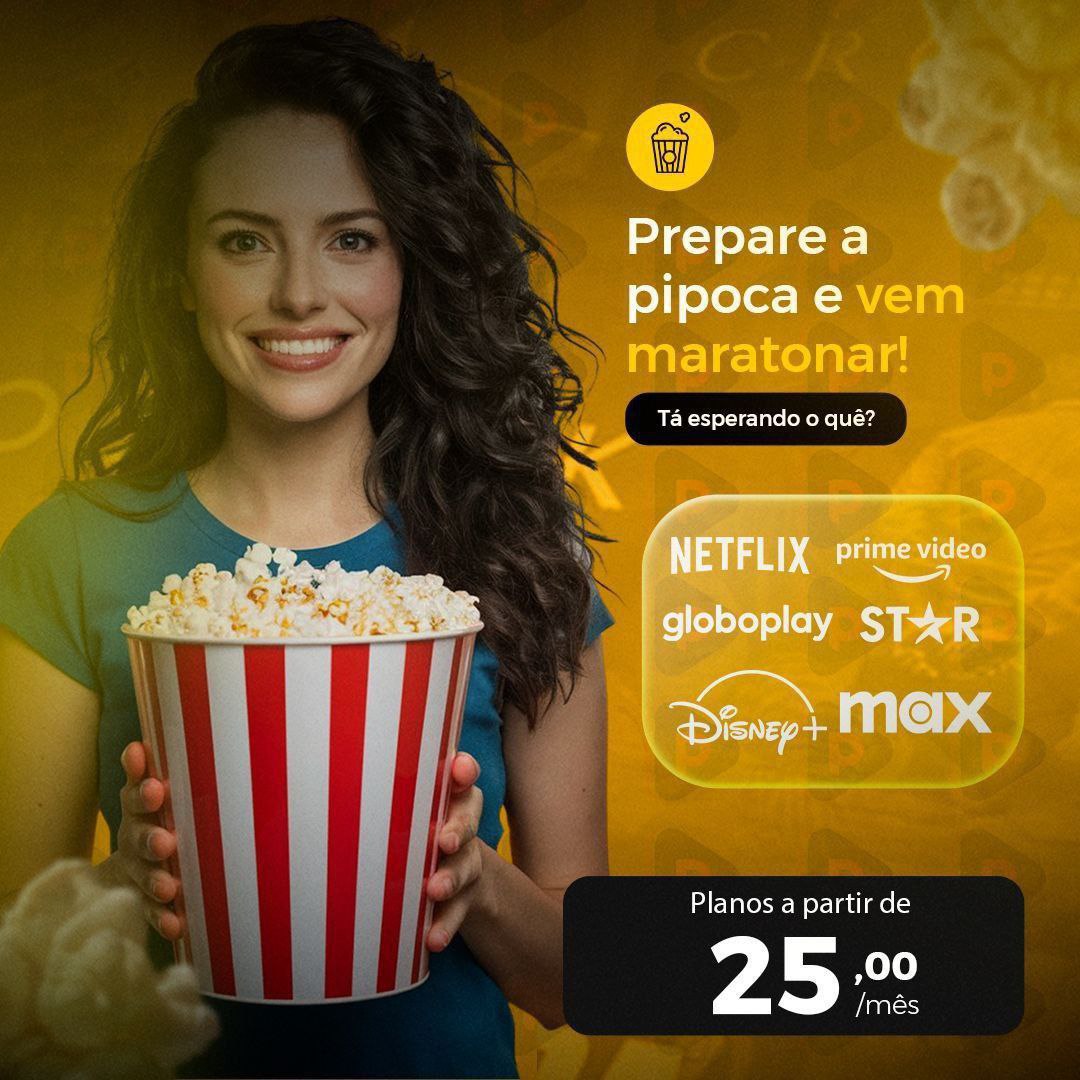 Prepare a
pipoca e vem
maratonar!
Tá esperando o quê?
NETFLIX
prime video
globoplay
STAR
Disney+
max
Planos a partir de
25,00
/mês